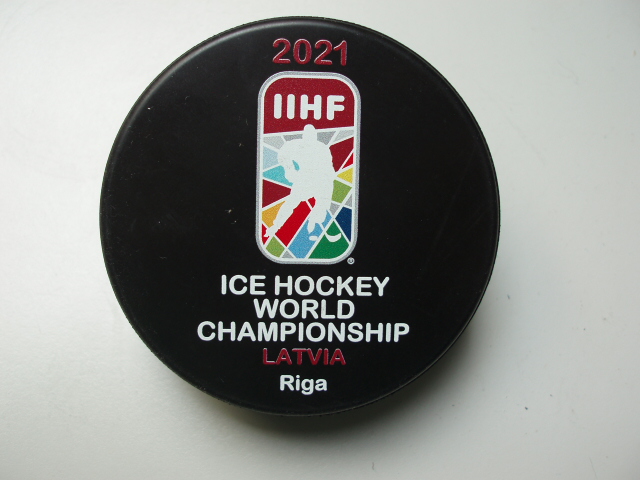 2021
IIHF
®
ICE HOCKEY
WORLD
CHAMPIONSHIP
LATVIA
Riga